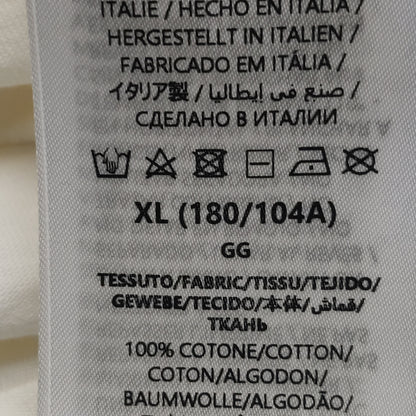 ITALIE / HECHO EN ITALIA /
HERGESTELLT IN ITALIEN /
FABRICADO EM ITÁLIA /
イタリア製 / صنع في إيطاليا /
СДЕЛАНО В ИТАЛИИ
XL (180/104A)
GG
TESSUTO/FABRIC/TISSU/TEJIDO/
GEWEBE/TECIDO/本体/قماش/
ТКАНЬ
100% COTONE/COTTON/
COTON/ALGODON/
BAUMWOLLE/ALGODÃO/